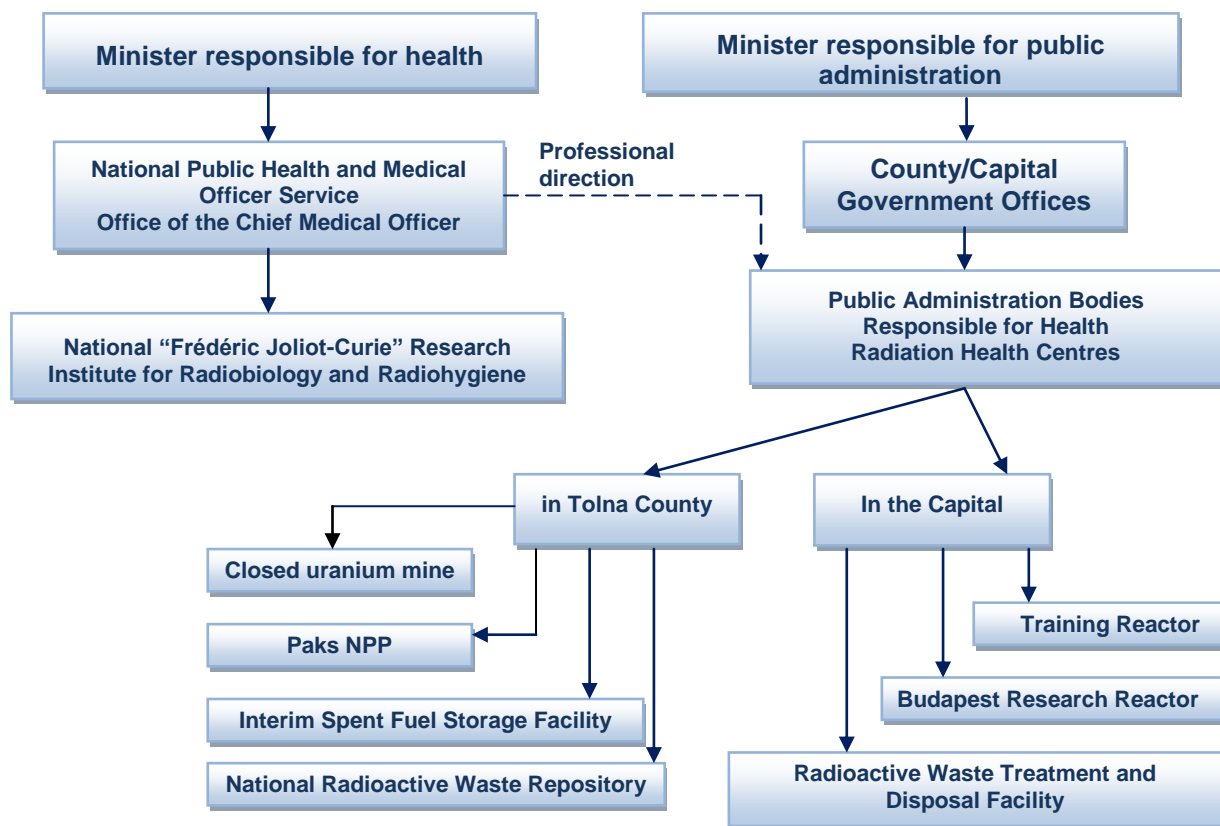 Minister responsible for health
Minister responsible for public
administration
National Public Health and Medical
Officer Service
Office of the Chief Medical Officer
Professional
direction
County/Capital
Government Offices
National “Frédéric Joliot-Curie” Research
Institute for Radiobiology and Radiohygiene
Public Administration Bodies
Responsible for Health
Radiation Health Centres
in Tolna County
In the Capital
Closed uranium mine
Paks NPP
Interim Spent Fuel Storage Facility
National Radioactive Waste Repository
Training Reactor
Budapest Research Reactor
Radioactive Waste Treatment and
Disposal Facility